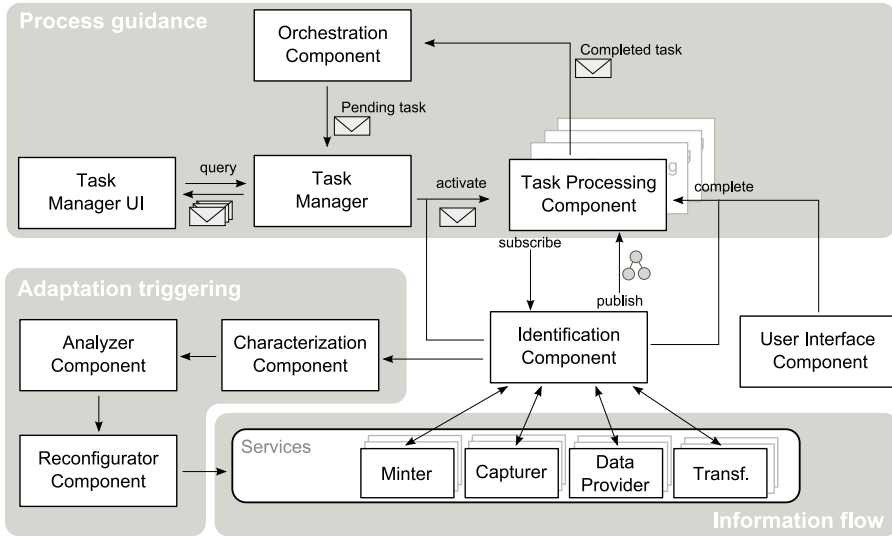 Process guidance
Orchestration
Component
Completed task
Pending task
Task
Manager UI
query
Task
Manager
activate
Task Processing
Component
g
complete
subscribe
publish
Adaptation triggering
Analyzer
Component
Characterization
Component
Identification
Component
User Interface
Component
Reconfigurator
Component
Services
Minter
Capturer
Data
Provider
Transf.
Information flow